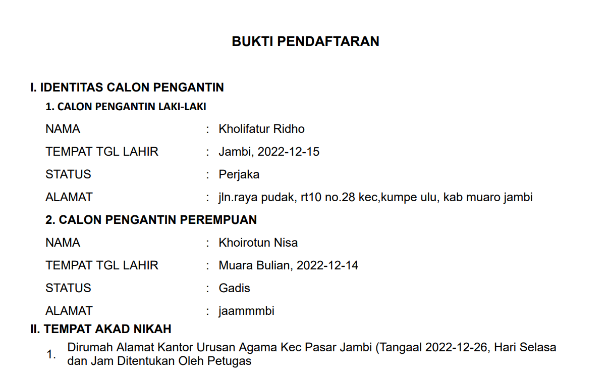 BUKTI PENDAFTARAN
I. IDENTITAS CALON PENGANTIN
1. CALON PENGANTIN LAKI-LAKI
NAMA : Kholifatur Ridho
TEMPAT TGL LAHIR : Jambi, 2022-12-15
STATUS : Perjaka
ALAMAT : jln.raya pudak, rt10 no.28 kec,kumpe ulu, kab muaro jambi
2. CALON PENGANTIN PEREMPUAN
NAMA : Khoirotun Nisa
TEMPAT TGL LAHIR : Muara Bulian, 2022-12-14
STATUS : Gadis
ALAMAT : jaammmbi
II. TEMPAT AKAD NIKAH
1. Dirumah Alamat Kantor Urusan Agama Kec Pasar Jambi (Tangaal 2022-12-26, Hari Selasa
dan Jam Ditentukan Oleh Petugas